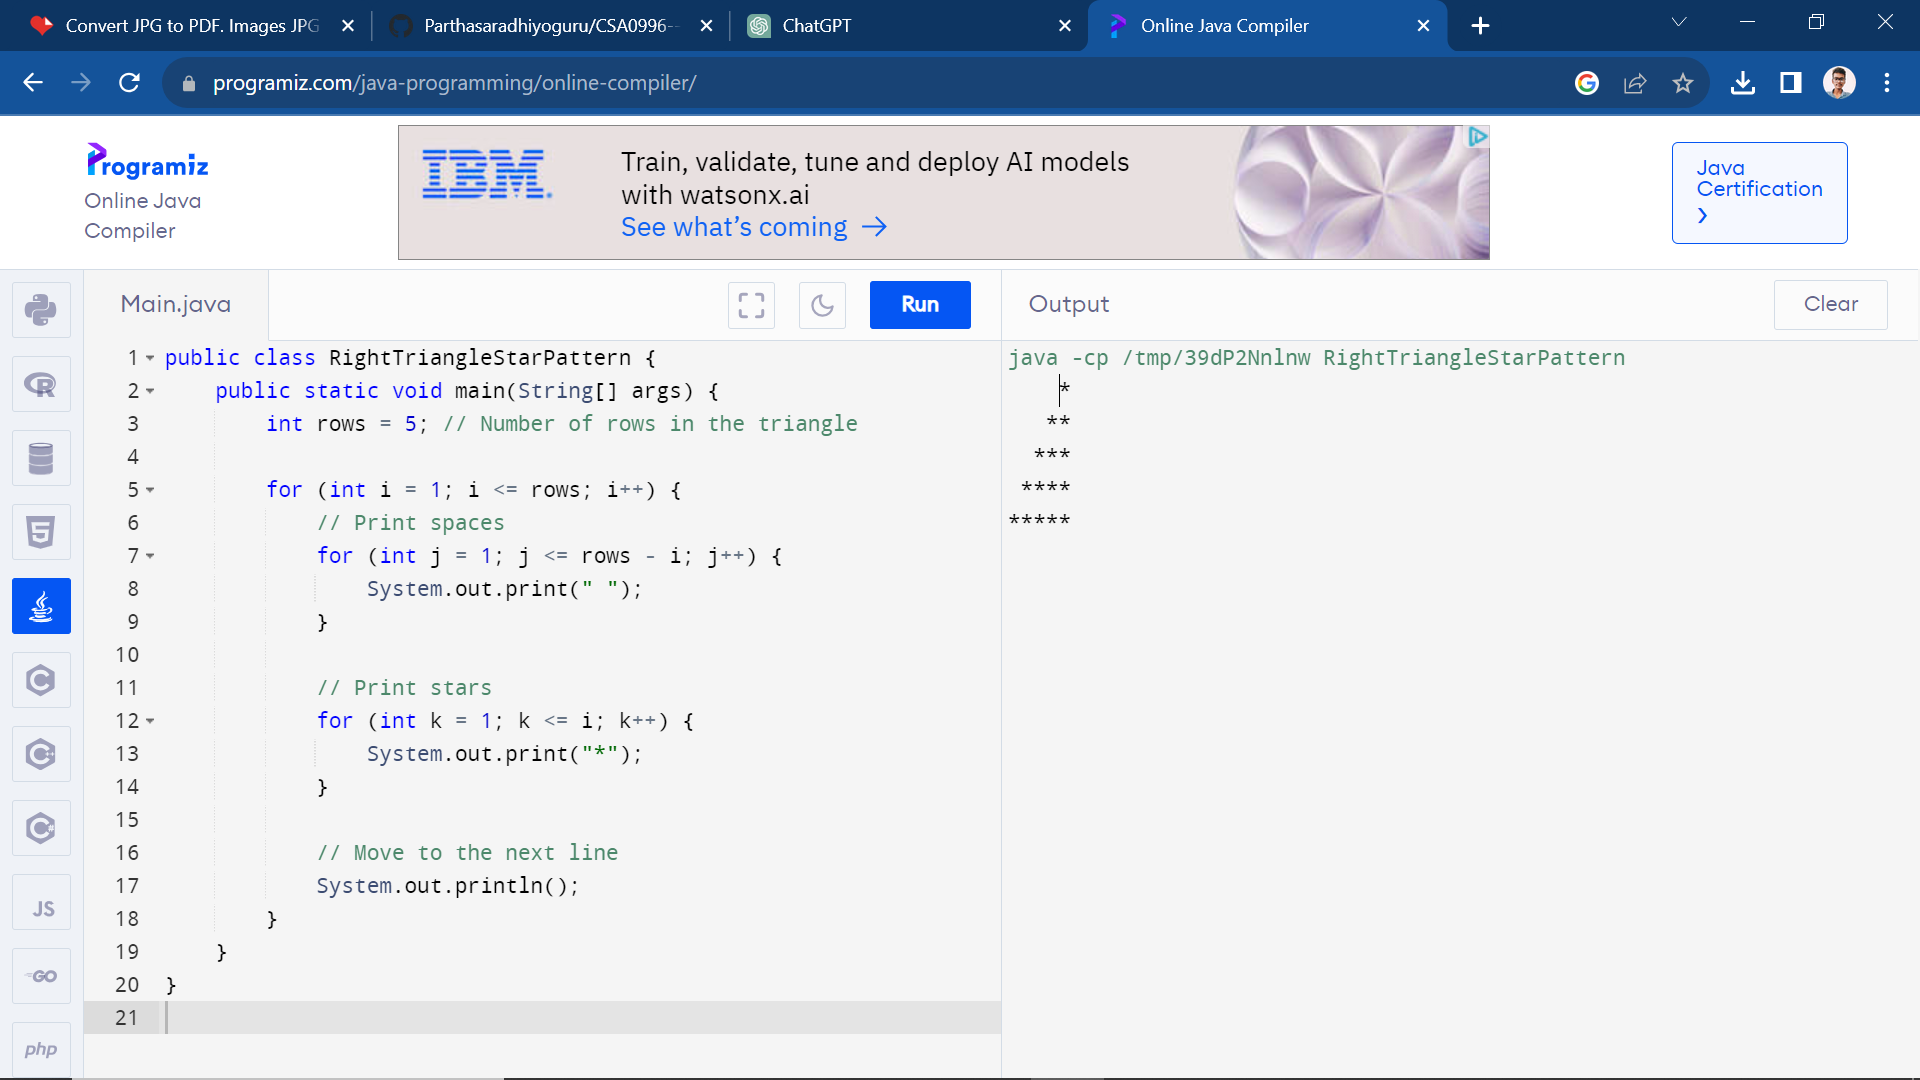 Convert JPG to PDF. Images JPG
Parthasaradhiyoguru/CSA0996--
ChatGPT
Online Java Compiler
programiz.com/java-programming/online-compiler/
Programiz
Online Java
Compiler
IBM
Train, validate, tune and deploy AI models
with watsonx.ai
See what's coming →
Java
Certification
Main.java
Run
Output
Clear
1 public class RightTriangleStarPattern {
2     public static void main(String[] args) {
3         int rows = 5; // Number of rows in the triangle
4
5         for (int i = 1; i <= rows; i++) {
6             // Print spaces
7             for (int j = 1; j <= rows - i; j++) {
8                 System.out.print(" ");
9             }
10
11             // Print stars
12             for (int k = 1; k <= i; k++) {
13                 System.out.print("*");
14             }
15
16             // Move to the next line
17             System.out.println();
18         }
19     }
20 }
21
java -cp /tmp/39dP2Nnlnw RightTriangleStarPattern
    *
   **
  ***
 ****
*****
R
C
C++
C#
JS
GO
php